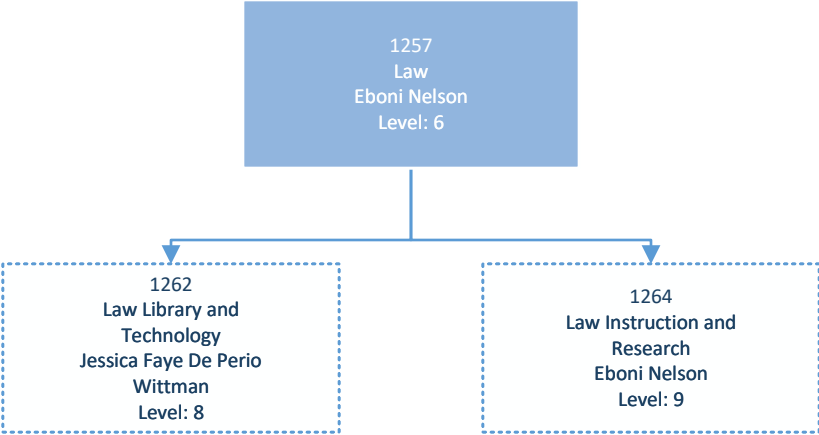 1257
Law
Eboni Nelson
Level: 6
1262
Law Library and
Technology
Jessica Faye De Perio
Wittman
Level: 8
1264
Law Instruction and
Research
Eboni Nelson
Level: 9